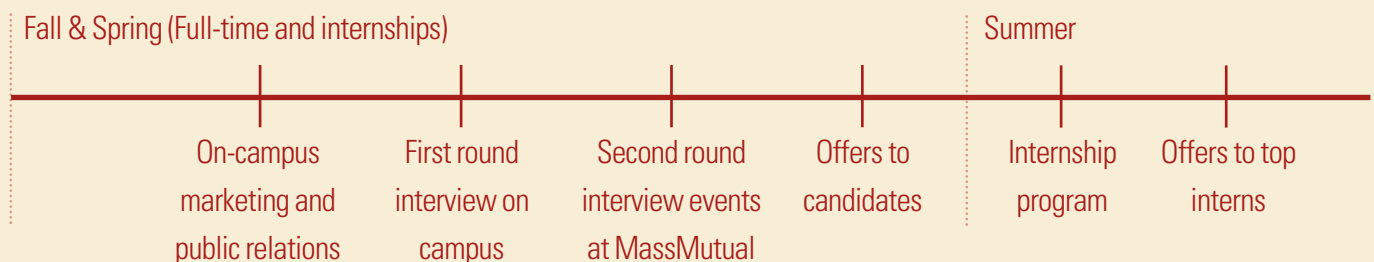 Fall & Spring (Full-time and internships)
Summer
On-campus
marketing and
public relations
First round
interview on
campus
Second round
interview events
at MassMutual
Offers to
candidates
Internship
program
Offers to top
interns